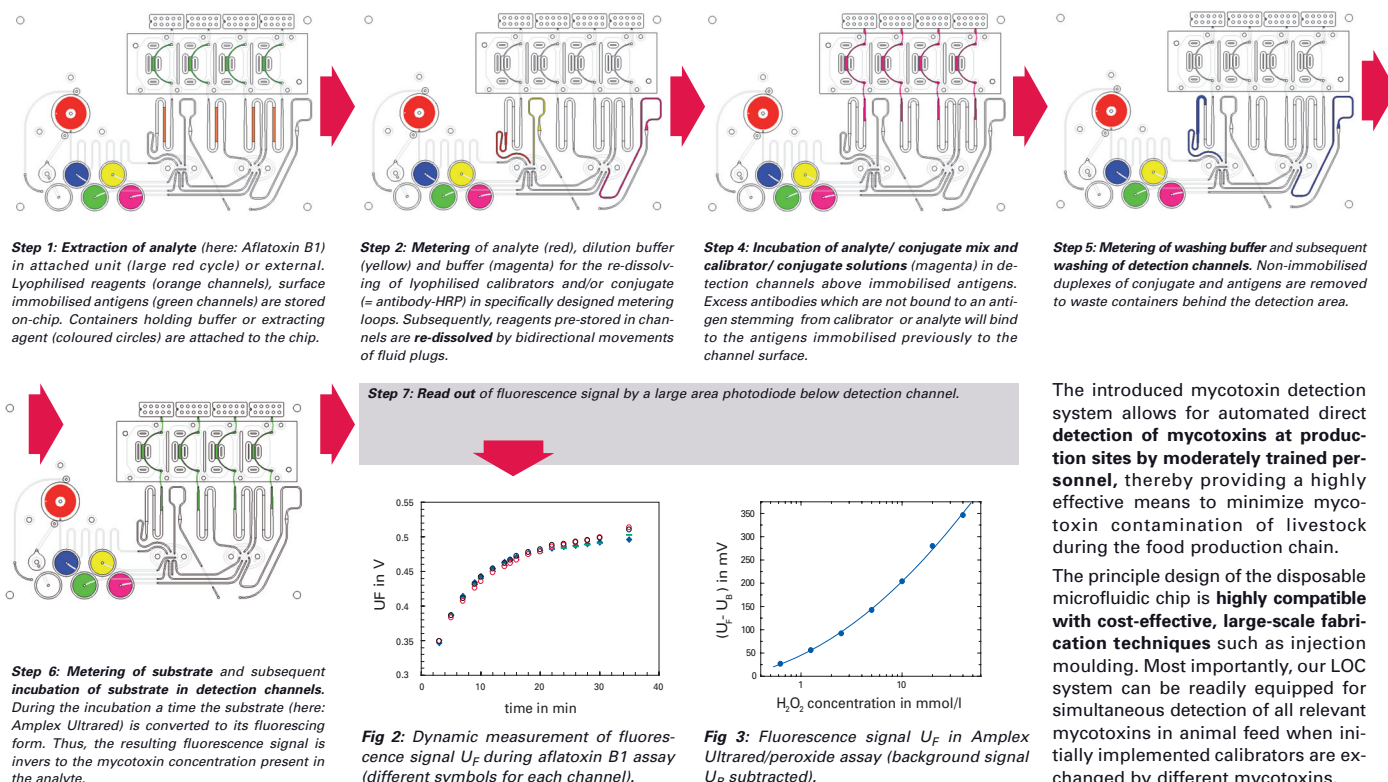 Step 1: Extraction of analyte (here: Aflatoxin B1)
in attached unit (large red cycle) or external.
Lyophilised reagents (orange channels), surface
immobilised antigens (green channels) are stored
on-chip. Containers holding buffer or extracting
agent (coloured circles) are attached to the chip.
Step 2: Metering of analyte (red), dilution buffer
(yellow) and buffer (magenta) for the re-dissolv-
ing of lyophilised calibrators and/or conjugate
(= antibody-HRP) in specifically designed metering
loops. Subsequently, reagents pre-stored in chan-
nels are re-dissolved by bidirectional movements
of fluid plugs.
Step 4: Incubation of analyte/ conjugate mix and
calibrator/ conjugate solutions (magenta) in de-
tection channels above immobilised antigens.
Excess antibodies which are not bound to an anti-
gen stemming from calibrator or analyte will bind
to the antigens immobilised previously to the
channel surface.
Step 5: Metering of washing buffer and subsequent
washing of detection channels. Non-immobilised
duplexes of conjugate and antigens are removed
to waste containers behind the detection area.
Step 6: Metering of substrate and subsequent
incubation of substrate in detection channels.
During the incubation a time the substrate (here:
Amplex Ultrared) is converted to its fluorescing
form. Thus, the resulting fluorescence signal is
invers to the mycotoxin concentration present in
the analyte.
Step 7: Read out of fluorescence signal by a large area photodiode below detection channel.
UF in V
0.55
0.5
0.45
0.4
0.35
0.3
0 10 20 30 40
time in min
Fig 2: Dynamic measurement of fluores-
cence signal UF during aflatoxin B1 assay
(different symbols for each channel).
(UF- UB) in mV
350
300
250
200
150
100
50
0
1 10
H2O2 concentration in mmol/l
Fig 3: Fluorescence signal UF in Amplex
Ultrared/peroxide assay (background signal
UB subtracted).
The introduced mycotoxin detection
system allows for automated direct
detection of mycotoxins at produc-
tion sites by moderately trained per-
sonnel, thereby providing a highly
effective means to minimize myco-
toxin contamination of livestock
during the food production chain.
The principle design of the disposable
microfluidic chip is highly compatible
with cost-effective, large-scale fabri-
cation techniques such as injection
moulding. Most importantly, our LOC
system can be readily equipped for
simultaneous detection of all relevant
mycotoxins in animal feed when ini-
tially implemented calibrators are ex-
changed by different mycotoxins.